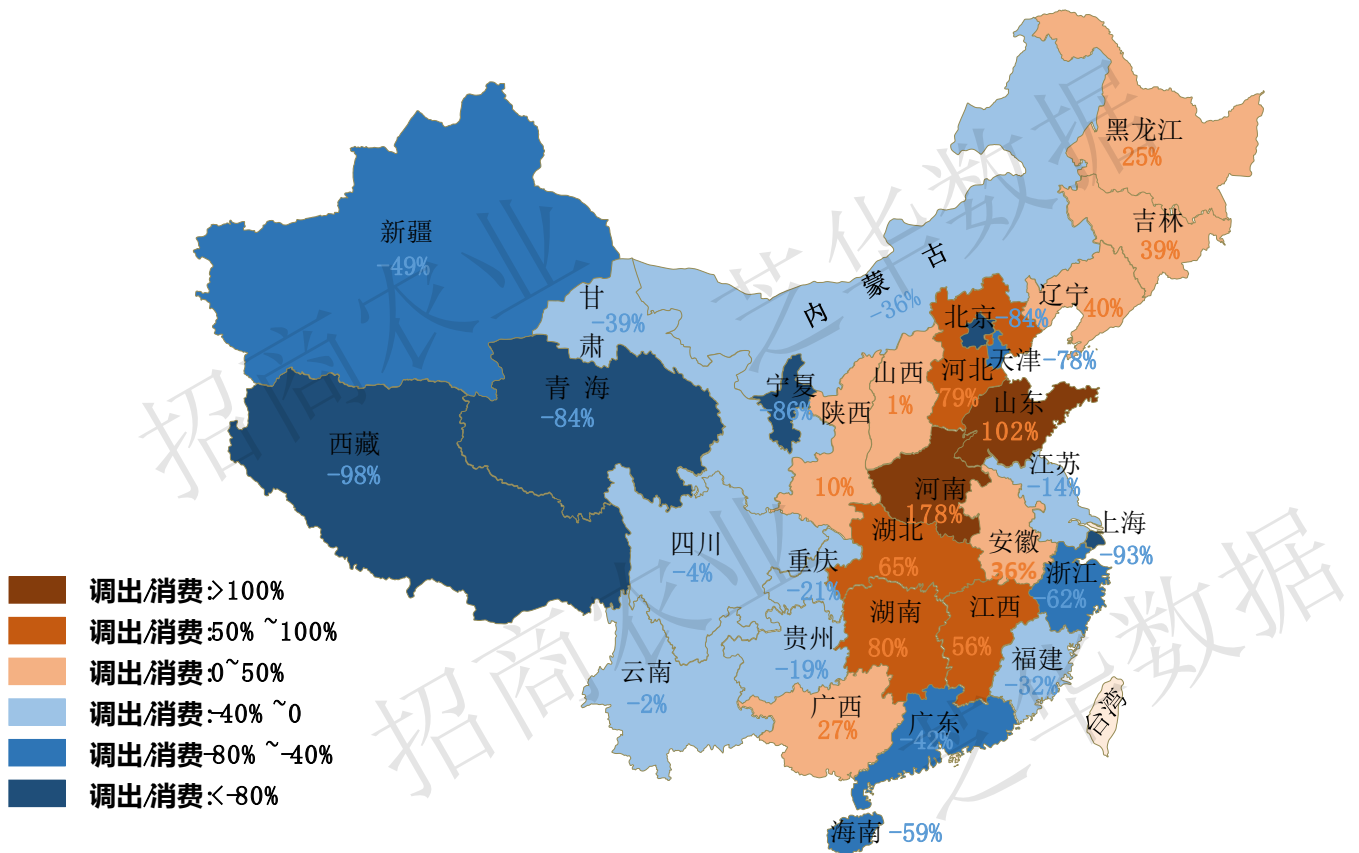 黑龙江
25%
吉林
39%
辽宁
40%
新疆
-49%
甘
肃
-39%
内蒙古
-36%
北京
-84%
天津
-78%
河北
79%
山西
1%
山东
102%
宁夏
-86%
陕西
10%
青 海
-84%
西藏
-98%
河南
178%
江苏
-14%
安徽
36%
上海
-93%
湖北
65%
四川
-4%
重庆
-21%
浙江
-62%
湖南
80%
江西
56%
贵州
-19%
福建
-32%
云南
-2%
广西
27%
广东
-42%
台湾
海南
-59%
调出/消费:>100%
调出/消费:50%~100%
调出/消费:0~50%
调出/消费:-40%~0
调出/消费-80%~-40%
调出/消费:<-80%
招商农业 芝华数据
招商农业 芝华数据